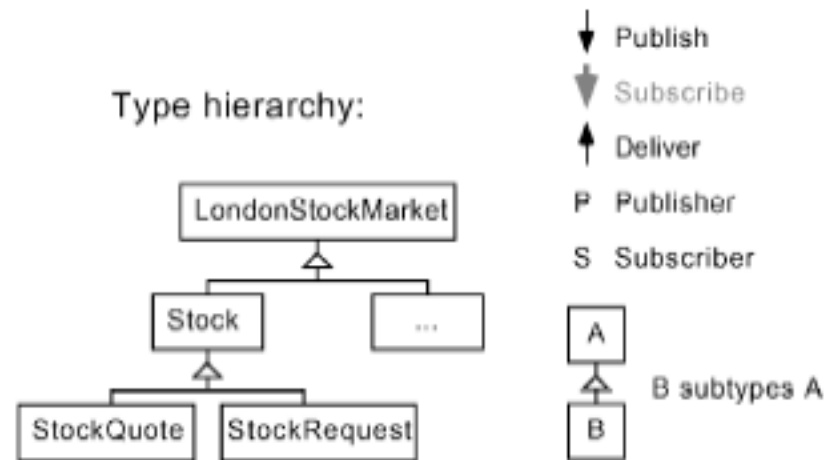 Type hierarchy:
LondonStockMarket
Stock
...
StockQuote
StockRequest
Publish
Subscribe
Deliver
P Publisher
S Subscriber
A
B subtypes A
B